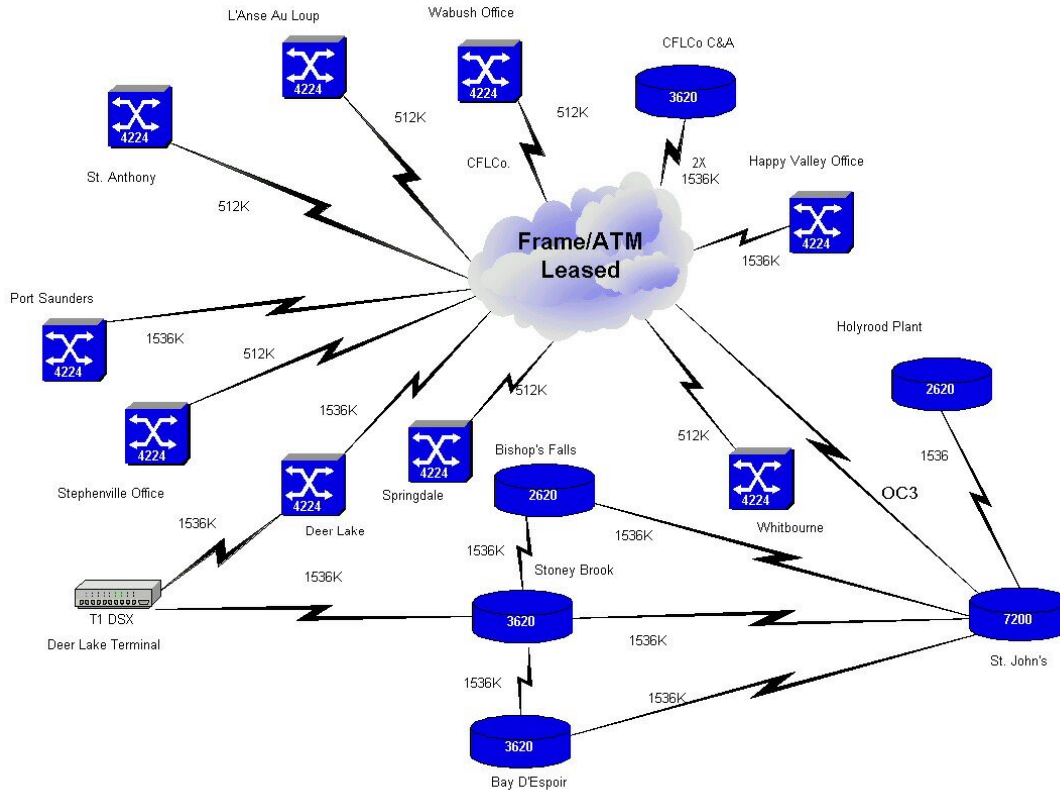 L'Anse Au Loup
Wabush Office
CFLCo C&A
4224
4224
3620
4224
512K
512K
CFLCo.
2X
1536K
Happy Valley Office
St. Anthony
512K
4224
Frame/ATM
Leased
1536K
Port Saunders
1536K
4224
512K
Holyrood Plant
2620
1536K
512K
4224
Stephenville Office
4224
Springdale
Bishop's Falls
2620
512K
4224
Whitbourne
1536
OC3
4224
Deer Lake
1536K
1536K
1536K
1536K
Stoney Brook
T1 DSX
Deer Lake Terminal
3620
1536K
7200
St. John's
1536K
1536K
3620
Bay D'Espoir